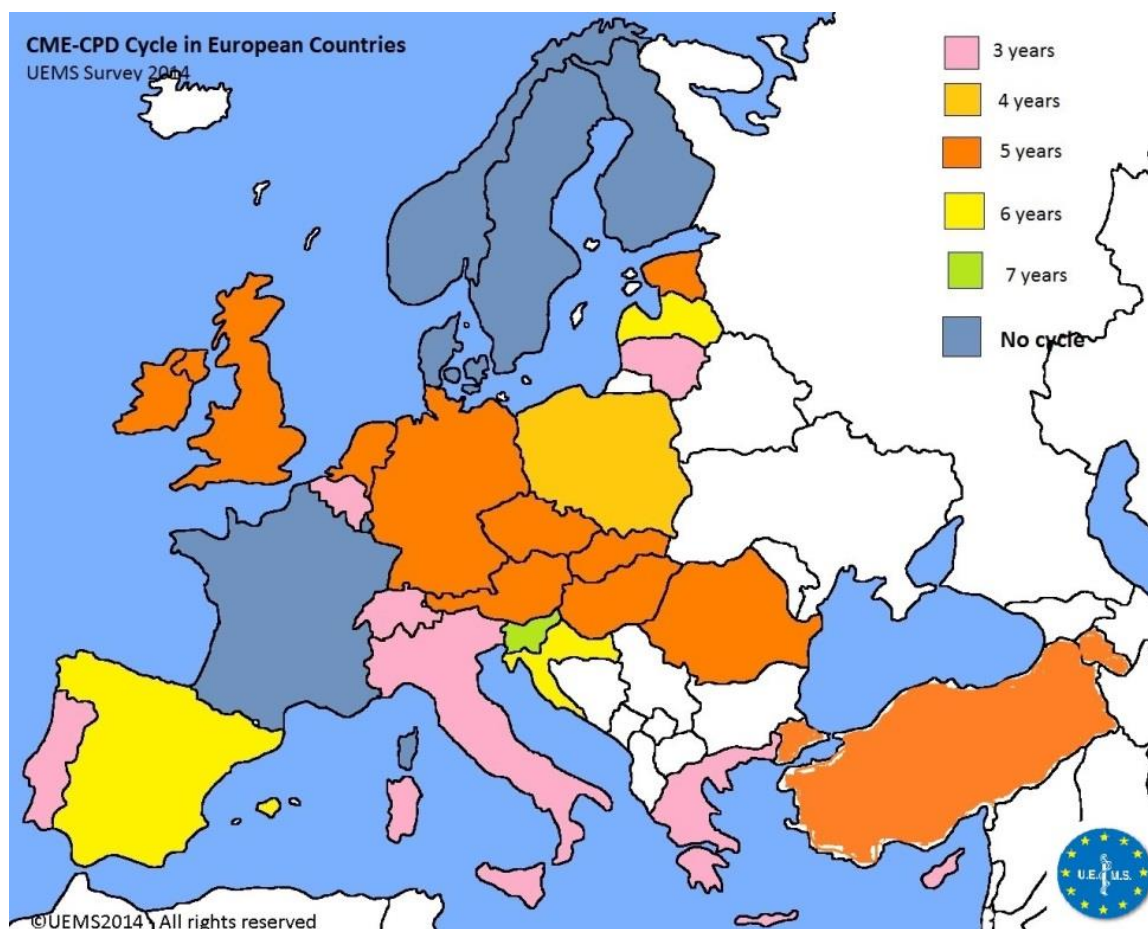 CME-CPD Cycle in European Countries
UEMS Survey 2014
3 years
4 years
5 years
6 years
7 years
No cycle
U.E.M.S.
©UEMS2014 - All rights reserved